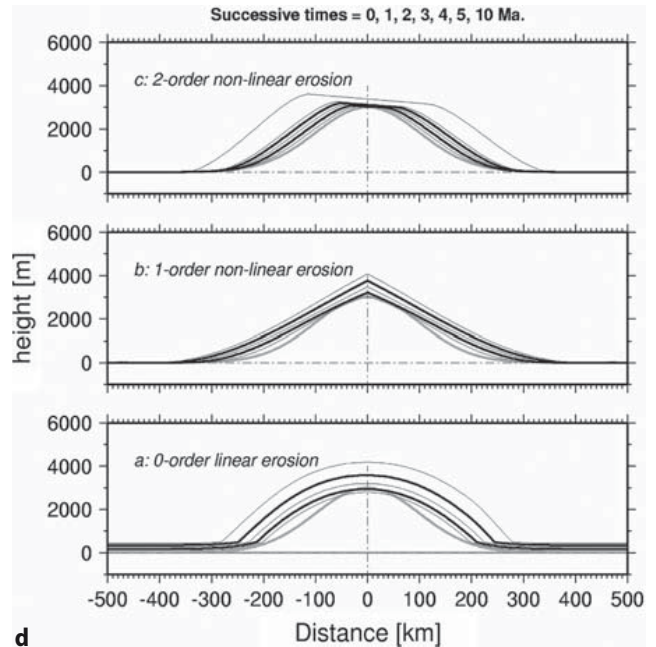 Successive times = 0, 1, 2, 3, 4, 5, 10 Ma.
6000
4000
2000
0
c: 2-order non-linear erosion
6000
4000
2000
0
b: 1-order non-linear erosion
height [m]
6000
4000
2000
0
a: 0-order linear erosion
-500 -400 -300 -200 -100 0 100 200 300 400 500
Distance [km]
d